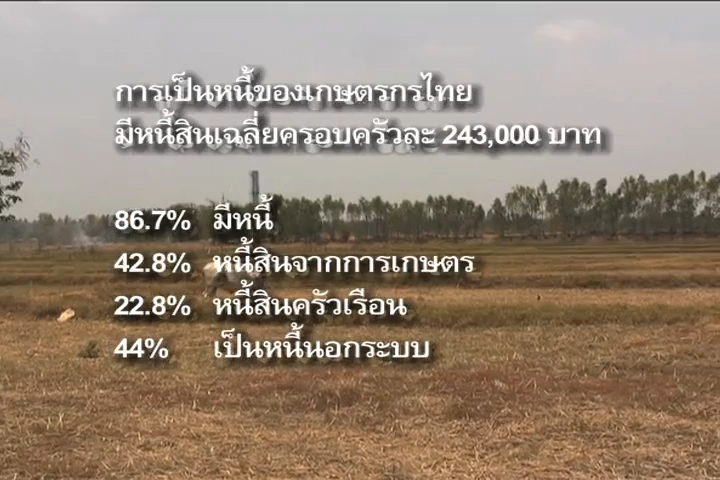 การเป็นหนี้ของเกษตรกรไทย
มีหนี้สินเฉลี่ยครอบครัวละ 243,000 บาท
86.7% มีหนี้
42.8% หนี้สินจากการเกษตร
22.8% หนี้สินครัวเรือน
44% เป็นหนี้นอกระบบ